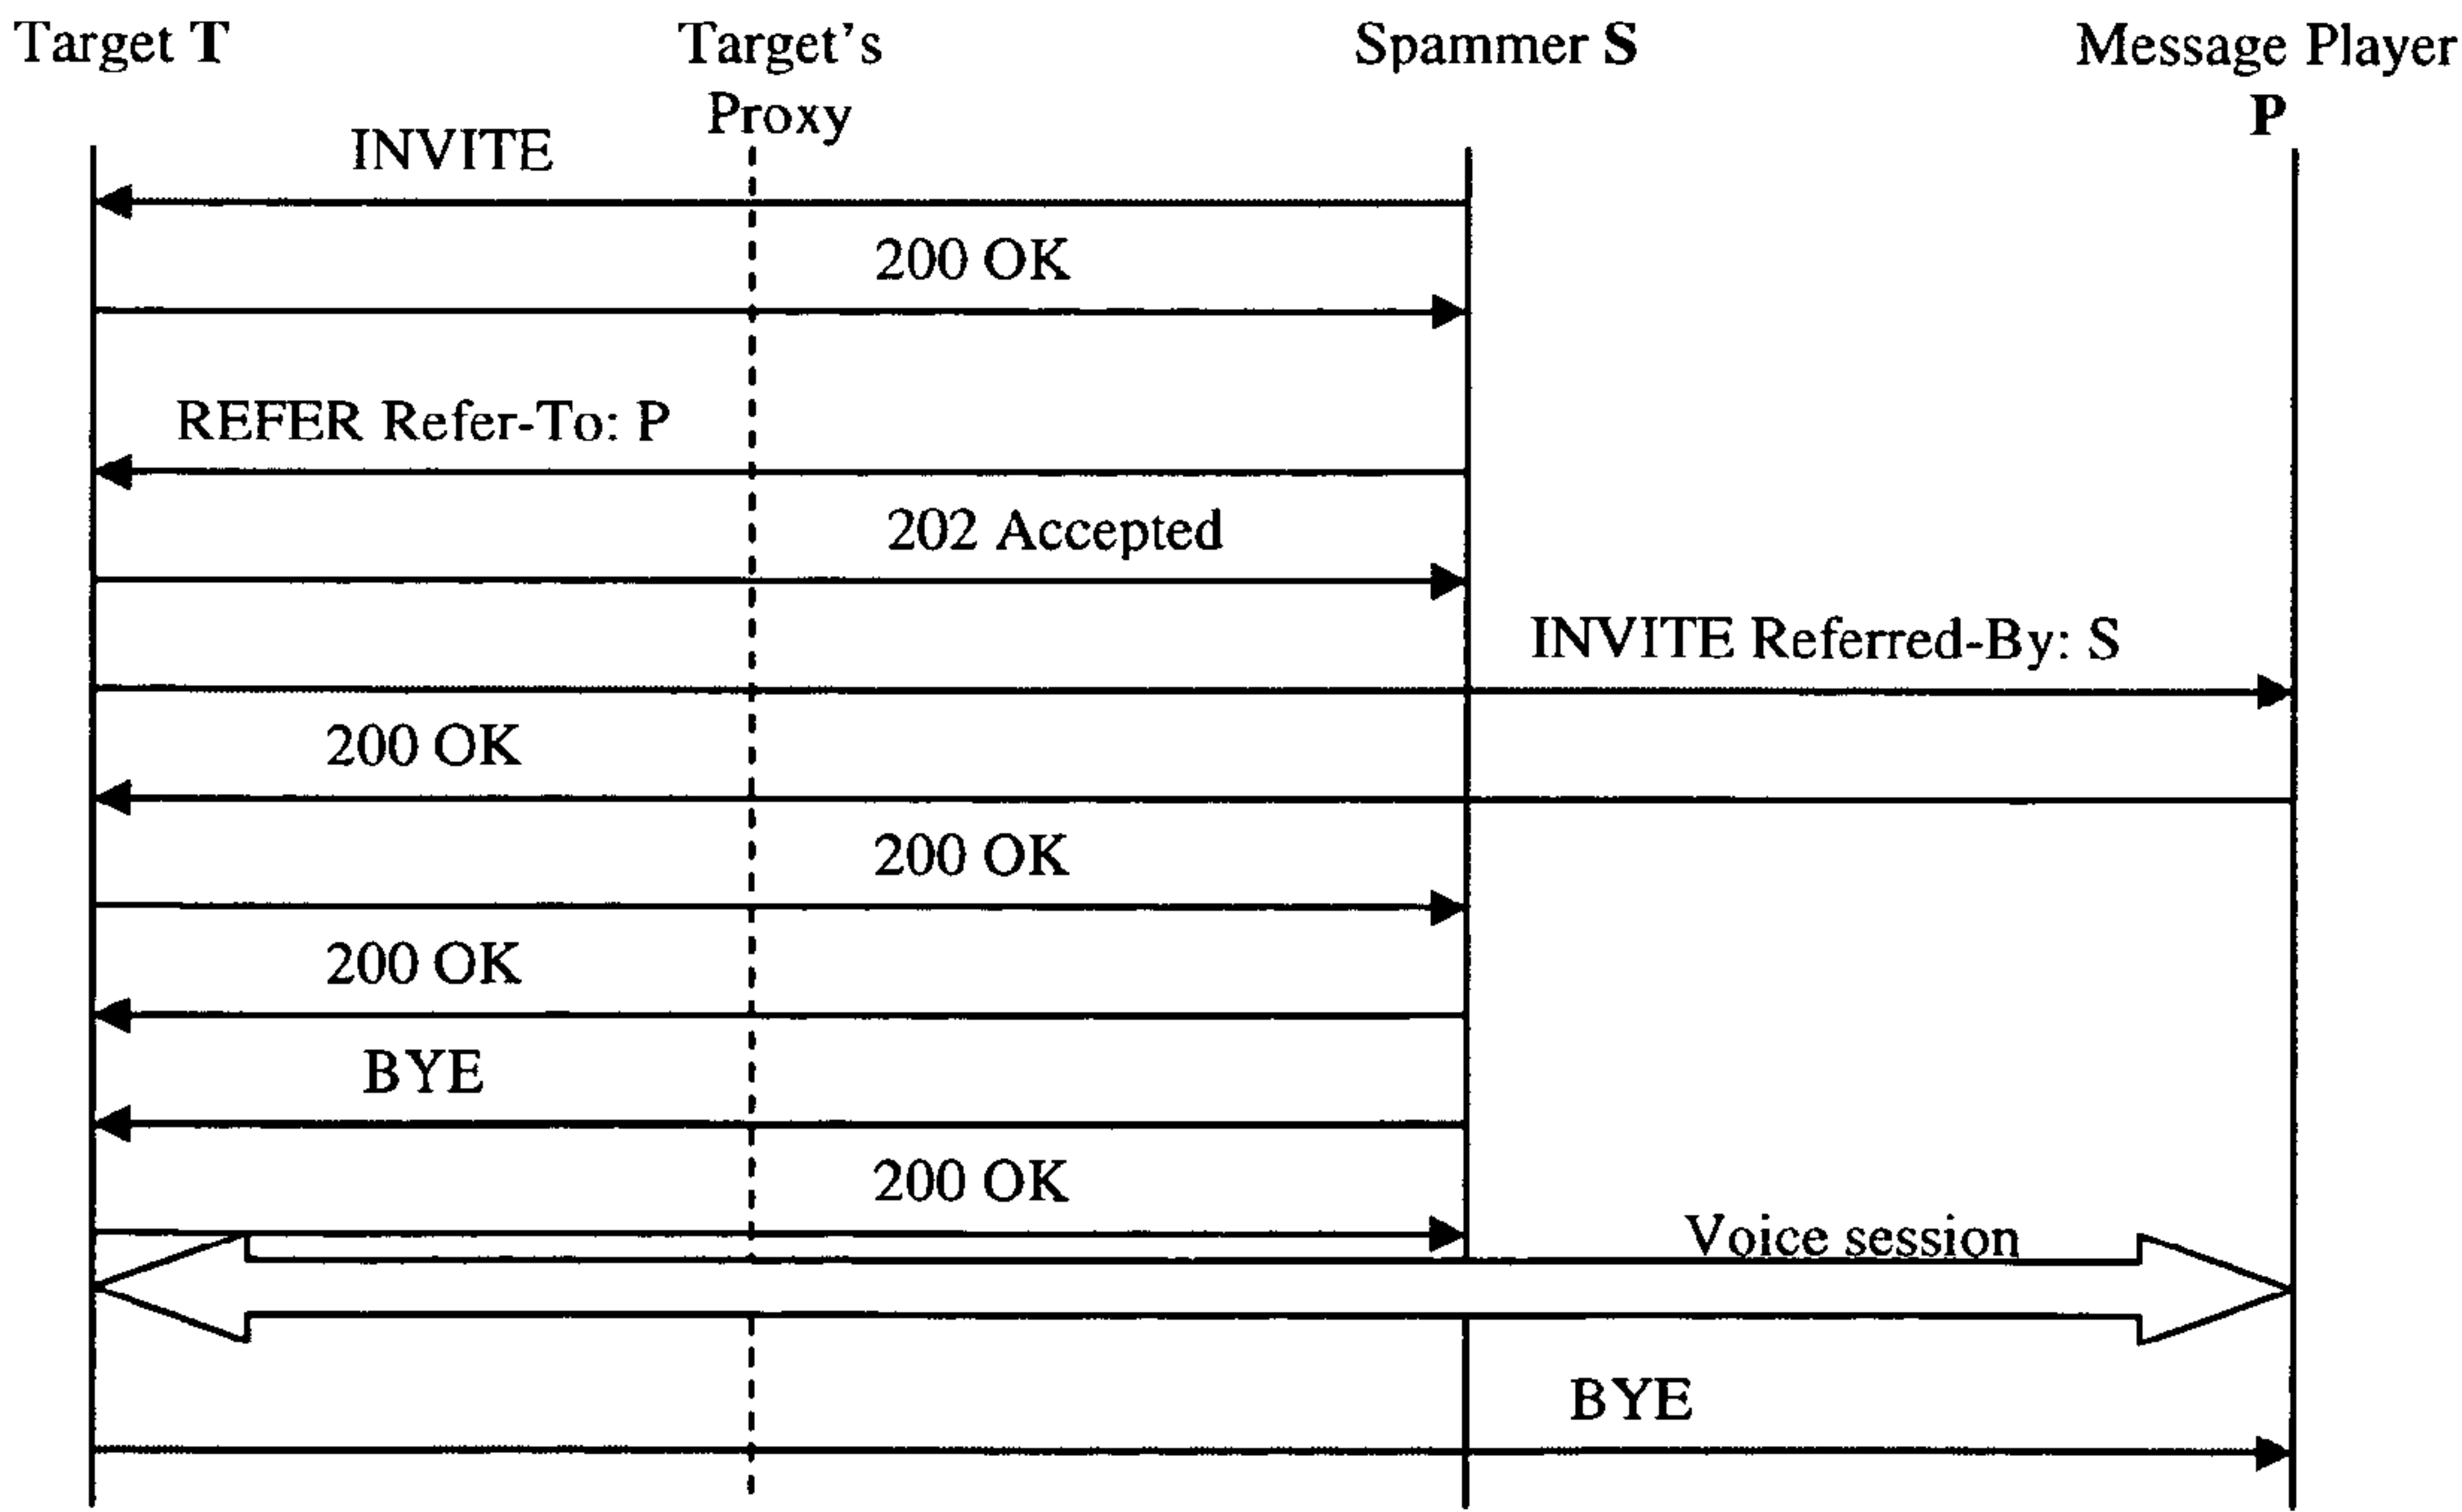 Target T
Target's
Proxy
Spammer S
Message Player
P
INVITE
200 OK
REFER Refer-To: P
202 Accepted
INVITE Referred-By: S
200 OK
200 OK
200 OK
BYE
200 OK
Voice session
BYE